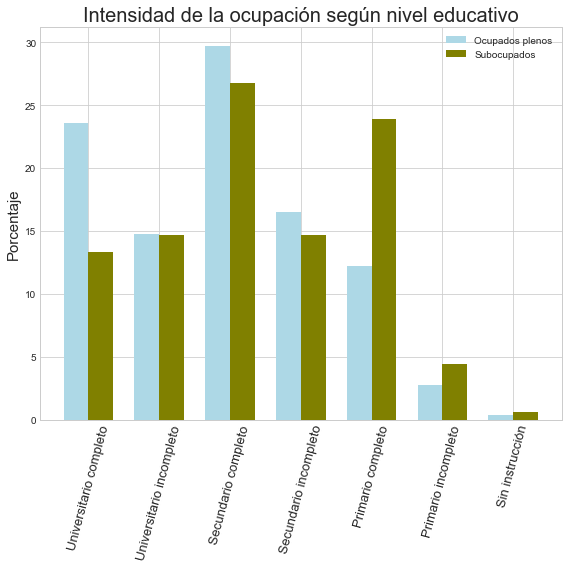 Intensidad de la ocupación según nivel educativo
Ocupados plenos
Subocupados
Porcentaje
30
25
20
15
10
5
0
Universitario completo
Universitario incompleto
Secundario completo
Secundario incompleto
Primario completo
Primario incompleto
Sin instrucción